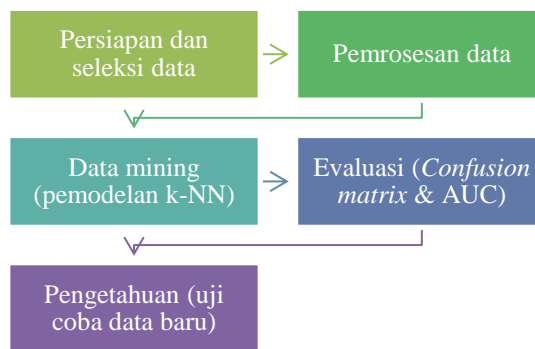 Persiapan dan
seleksi data
Pemrosesan data
Data mining
(pemodelan k-NN)
Evaluasi (Confusion
matrix & AUC)
Pengetahuan (uji
coba data baru)